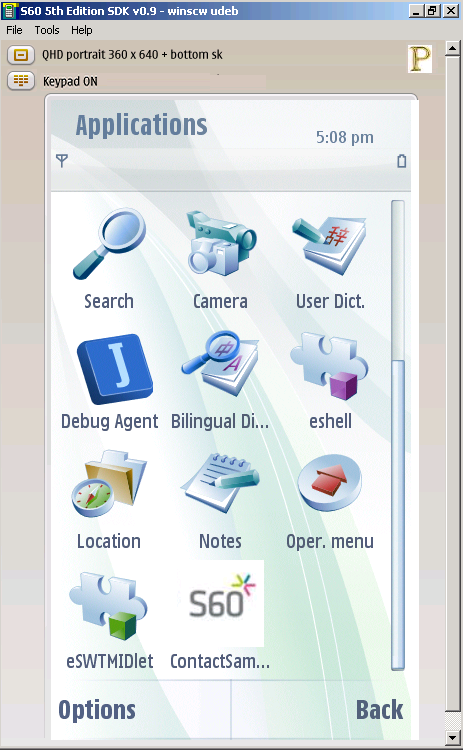 S60 5th Edition SDK v0.9 - winscw udeb
File Tools Help
QHD portrait 360 x 640 + bottom sk
P
Keypad ON
Applications
5:08 pm
Search Camera User Dict.
辞
J
中
A
Debug Agent Bilingual Di... eshell
Location Notes Oper. menu
S60
eSWTMIDlet ContactSam...
Options Back